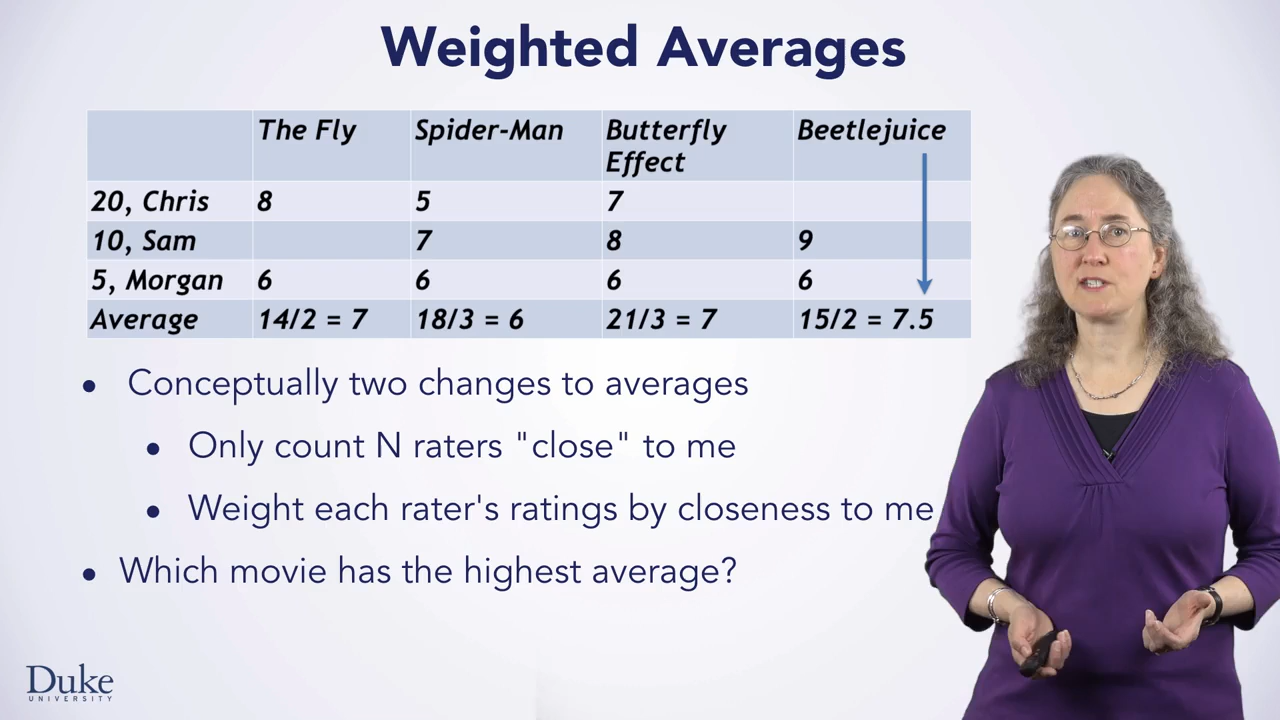 Weighted Averages
The Fly Spider-Man Butterfly Effect Beetlejuice
20, Chris 8 5 7
10, Sam 7 8 9
5, Morgan 6 6 6 6
Average 14/2 = 7 18/3 = 6 21/3 = 7 15/2 = 7.5
• Conceptually two changes to averages
• Only count N raters "close" to me
• Weight each rater's ratings by closeness to me
• Which movie has the highest average?
Duke
UNIVERSITY